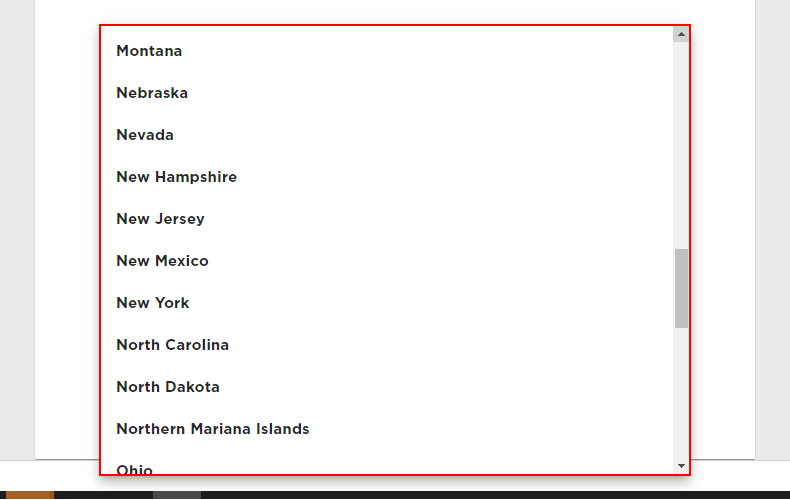 Montana
Nebraska
Nevada
New Hampshire
New Jersey
New Mexico
New York
North Carolina
North Dakota
Northern Mariana Islands
Ohio